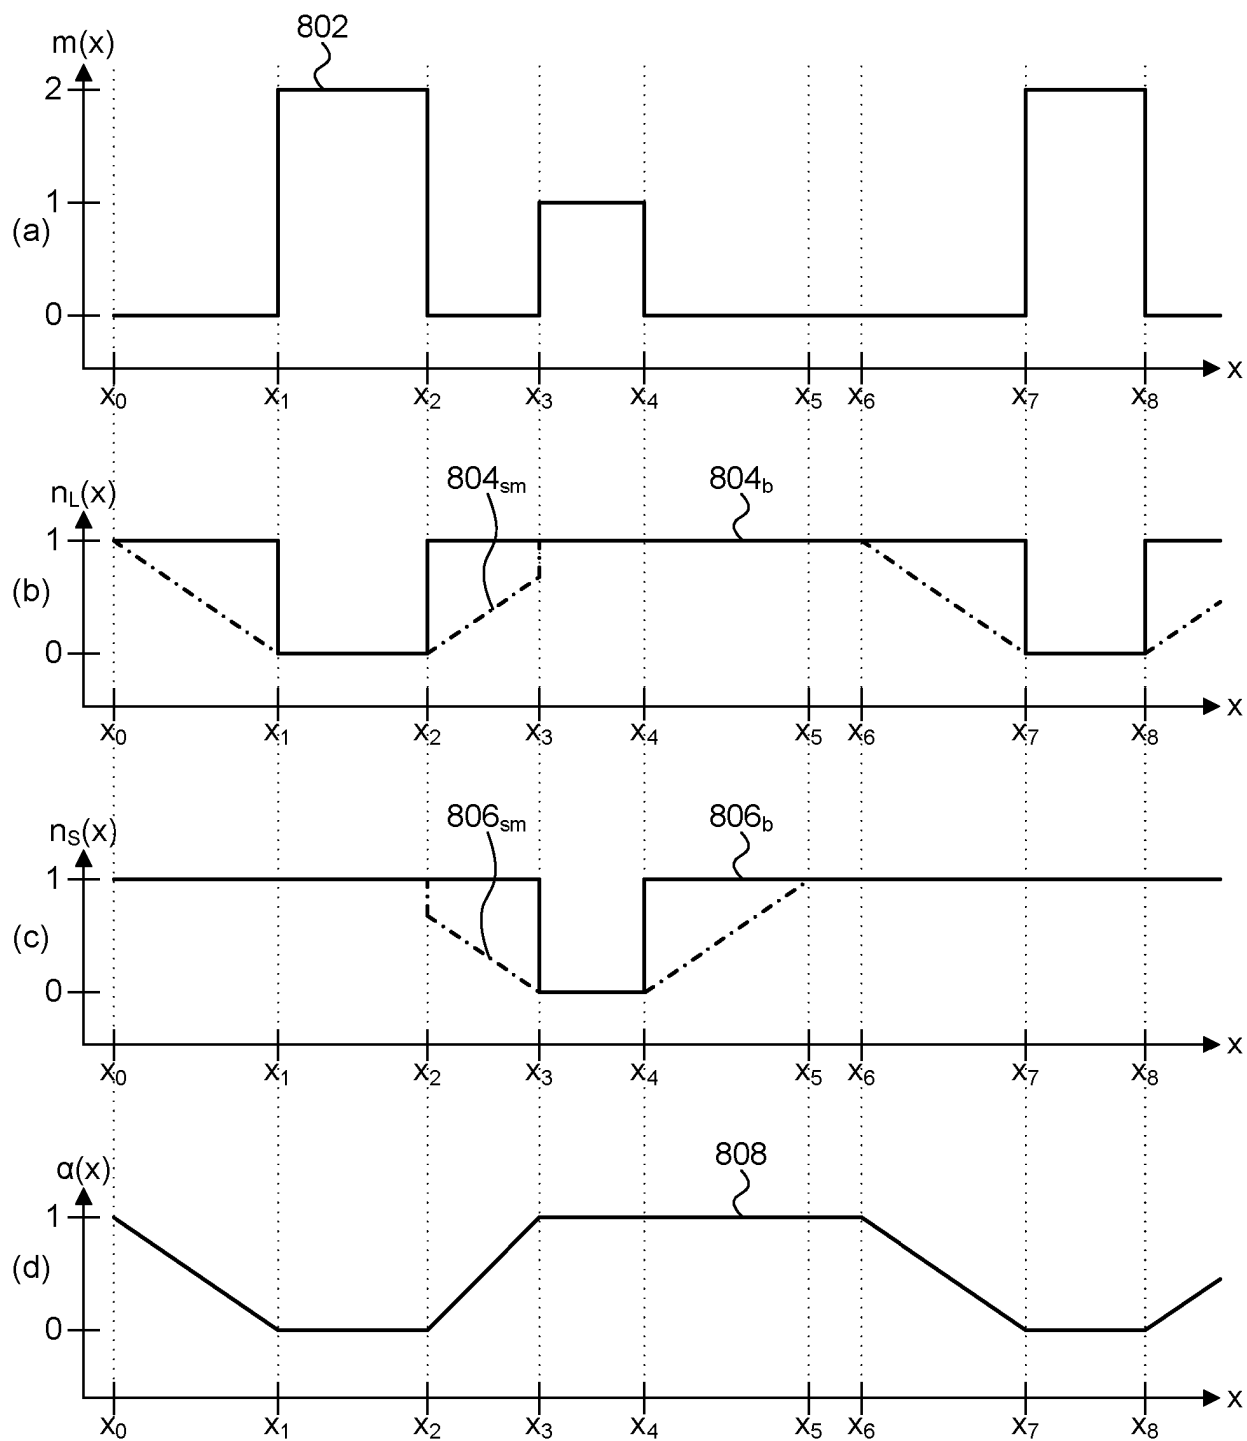 802
m(x)
2
1
(a)
0
x
x₀ x₁ x₂ x₃ x₄ x₅ x₆ x₇ x₈
804sm 804b
nL(x)
1
(b)
0
x
x₀ x₁ x₂ x₃ x₄ x₅ x₆ x₇ x₈
806sm 806b
nS(x)
1
(c)
0
x
x₀ x₁ x₂ x₃ x₄ x₅ x₆ x₇ x₈
808
α(x)
1
(d)
0
x
x₀ x₁ x₂ x₃ x₄ x₅ x₆ x₇ x₈